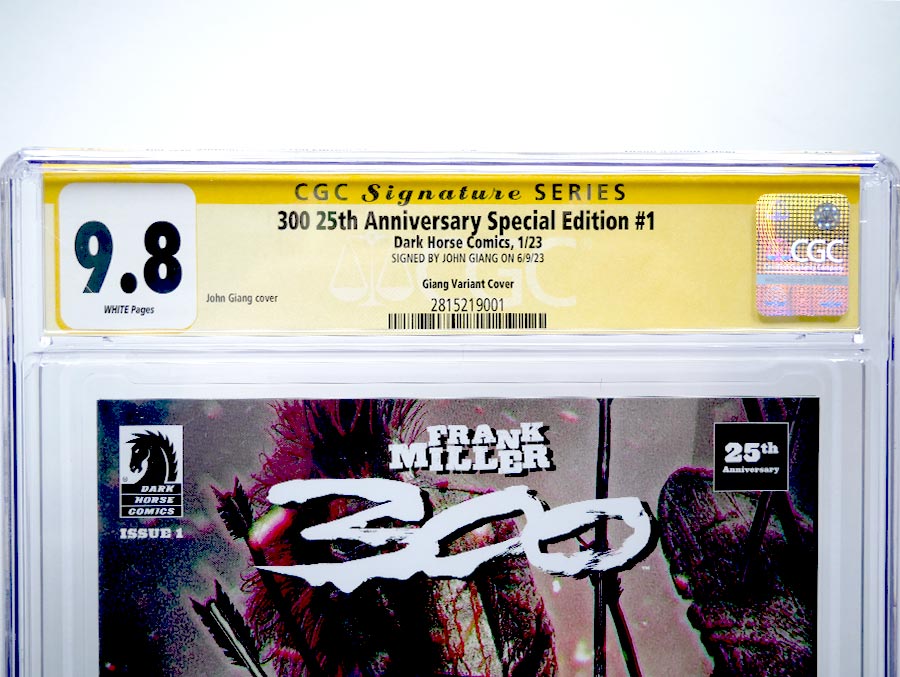 CGC Signature SERIES
300 25th Anniversary Special Edition #1
Dark Horse Comics, 1/23
SIGNED BY JOHN GIANG ON 6/9/23
Giang Variant Cover
2815219001
9.8
WHITE Pages
John Giang cover
CGC
CGC
FRANK
MILLER
300
DARK
HORSE
COMICS
ISSUE 1
25th
Anniversary